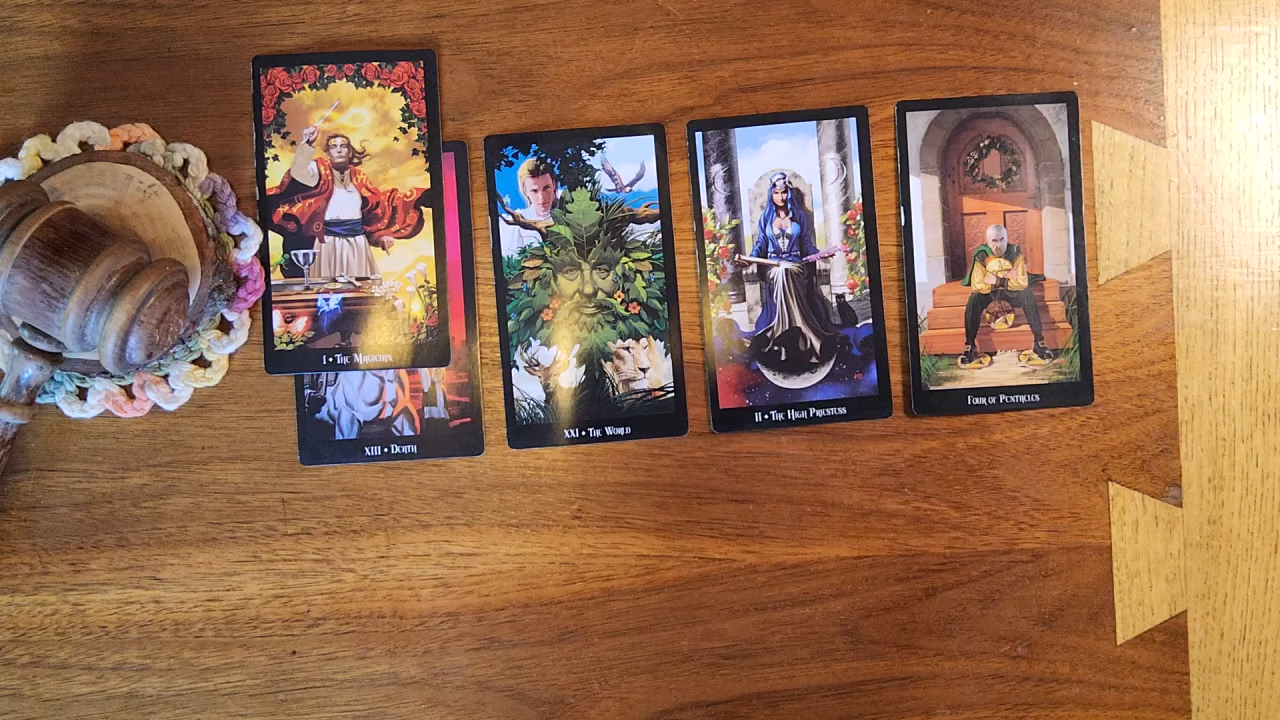 I • The Magician
XIII • Death
XXI • The World
II • The High Priestess
Four of Pentacles